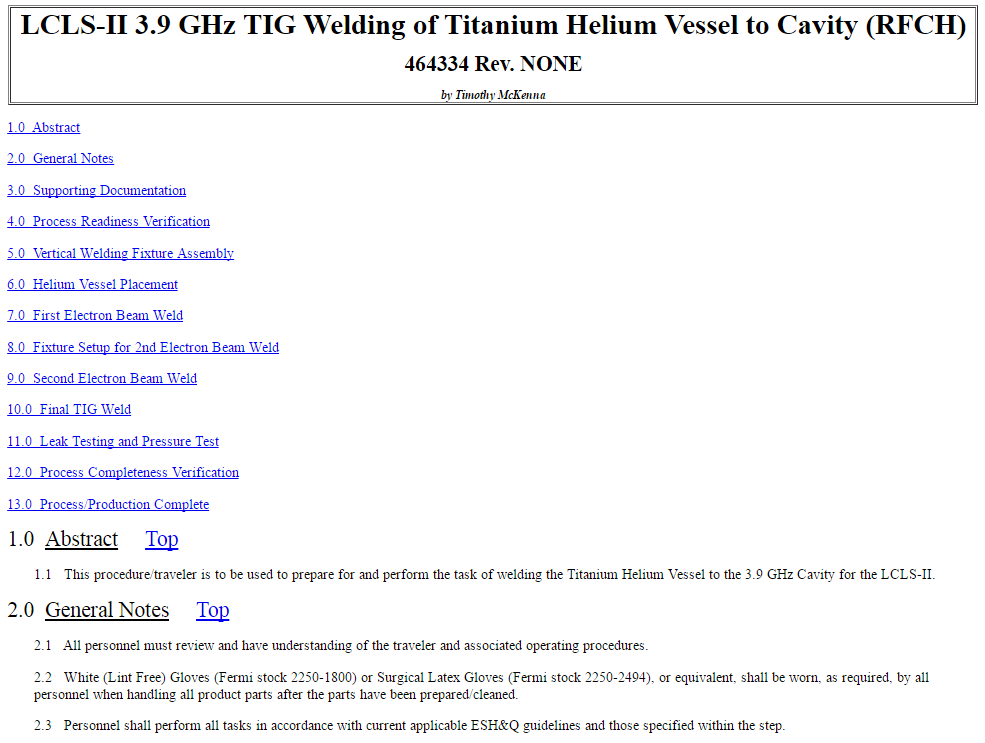 LCLS-II 3.9 GHz TIG Welding of Titanium Helium Vessel to Cavity (RFCH)
464334 Rev. NONE
by Timothy McKenna
1.0 Abstract
2.0 General Notes
3.0 Supporting Documentation
4.0 Process Readiness Verification
5.0 Vertical Welding Fixture Assembly
6.0 Helium Vessel Placement
7.0 First Electron Beam Weld
8.0 Fixture Setup for 2nd Electron Beam Weld
9.0 Second Electron Beam Weld
10.0 Final TIG Weld
11.0 Leak Testing and Pressure Test
12.0 Process Completeness Verification
13.0 Process/Production Complete
1.0 Abstract Top
1.1 This procedure/traveler is to be used to prepare for and perform the task of welding the Titanium Helium Vessel to the 3.9 GHz Cavity for the LCLS-II.
2.0 General Notes Top
2.1 All personnel must review and have understanding of the traveler and associated operating procedures.
2.2 White (Lint Free) Gloves (Fermi stock 2250-1800) or Surgical Latex Gloves (Fermi stock 2250-2494), or equivalent, shall be worn, as required, by all
personnel when handling all product parts after the parts have been prepared/cleaned.
2.3 Personnel shall perform all tasks in accordance with current applicable ESH&Q guidelines and those specified within the step.